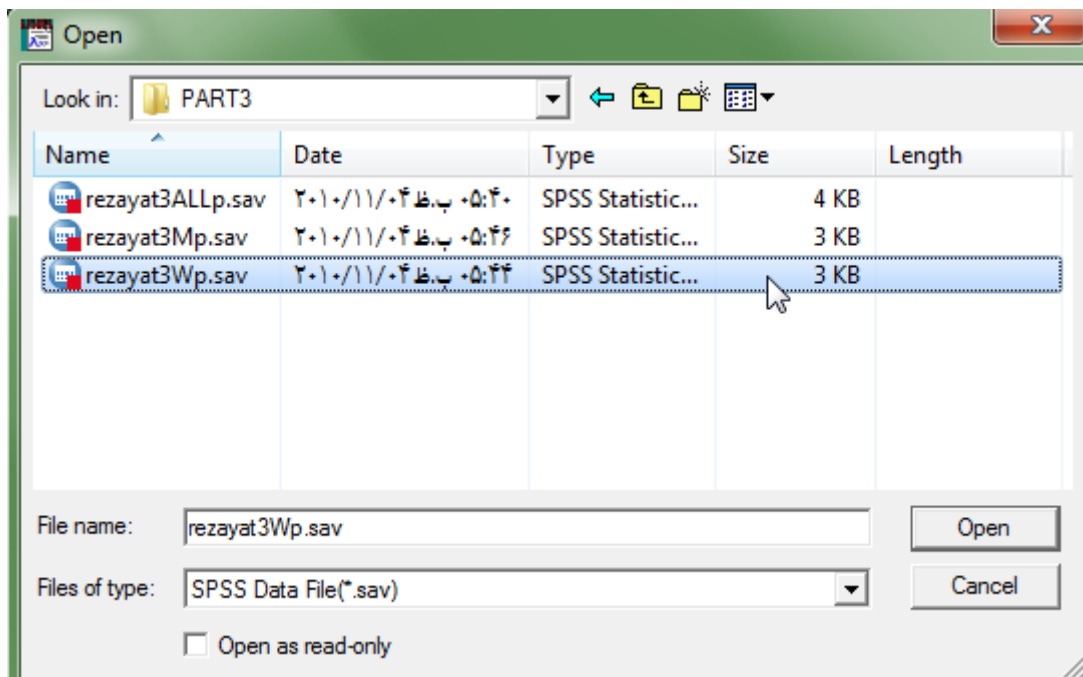 Open
Look in: PART3
Name Date Type Size Length
rezayat3ALLp.sav ۲۰۱۰/۱۱/۰۴ ب.ظ ۰۵:۴۰ SPSS Statistic... 4 KB
rezayat3Mp.sav ۲۰۱۰/۱۱/۰۴ ب.ظ ۰۵:۴۶ SPSS Statistic... 3 KB
rezayat3Wp.sav ۲۰۱۰/۱۱/۰۴ ب.ظ ۰۵:۴۴ SPSS Statistic... 3 KB
File name: rezayat3Wp.sav Open
Files of type: SPSS Data File(*.sav) Cancel
Open as read-only